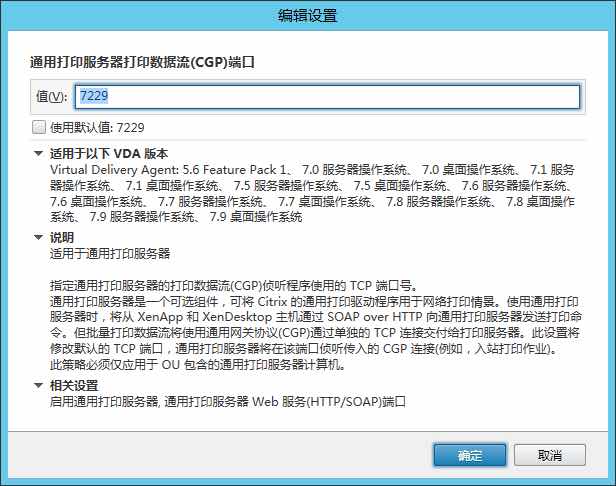 编辑设置
通用打印服务器打印数据流(CGP)端口
值(V): 7229
使用默认值: 7229
适用于以下 VDA 版本
Virtual Delivery Agent: 5.6 Feature Pack 1、 7.0 服务器操作系统、 7.0 桌面操作系统、 7.1 服务
器操作系统、 7.1 桌面操作系统、 7.5 服务器操作系统、 7.5 桌面操作系统、 7.6 服务器操作系统、
7.6 桌面操作系统、 7.7 服务器操作系统、 7.7 桌面操作系统、 7.8 服务器操作系统、 7.8 桌面操作系
统、 7.9 服务器操作系统、 7.9 桌面操作系统
说明
适用于通用打印服务器
指定通用打印服务器的打印数据流(CGP)侦听程序使用的 TCP 端口号。
通用打印服务器是一个可选组件，可将 Citrix 的通用打印驱动程序用于网络打印情景。使用通用打印
服务器时，将从 XenApp 和 XenDesktop 主机通过 SOAP over HTTP 向通用打印服务器发送打印命
令。但批量打印数据流将使用通用网关协议(CGP)通过单独的 TCP 连接交付给打印服务器。此设置将
修改默认的 TCP 端口，通用打印服务器将在该端口侦听传入的 CGP 连接(例如，入站打印作业)。
此策略必须仅应用于 OU 包含的通用打印服务器计算机。
相关设置
启用通用打印服务器, 通用打印服务器 Web 服务(HTTP/SOAP)端口
确定
取消